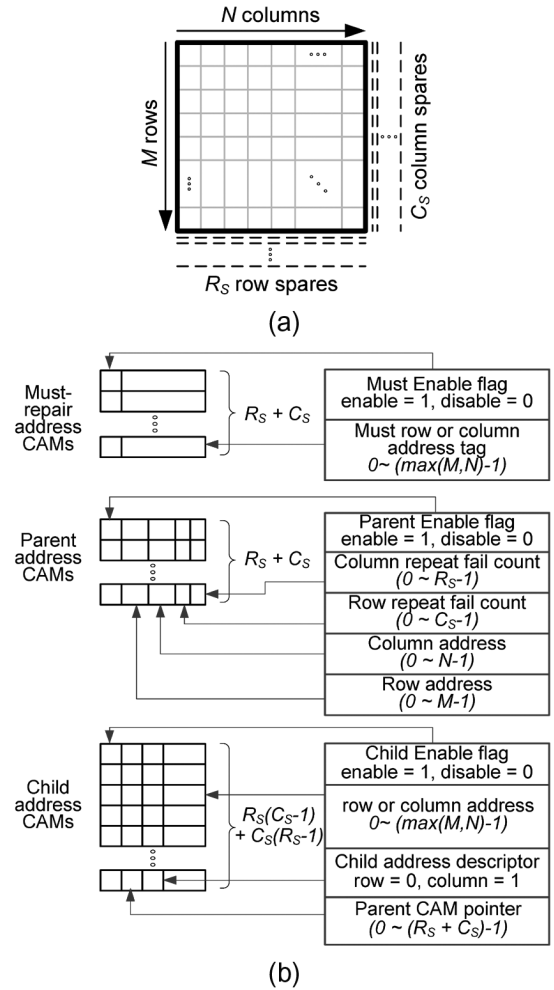 N columns
M rows
C_S column spares
R_S row spares
(a)
Must-
repair
address
CAMs
R_S + C_S
Must Enable flag
enable = 1, disable = 0
Must row or column
address tag
0~ (max(M,N)-1)
Parent
address
CAMs
R_S + C_S
Parent Enable flag
enable = 1, disable = 0
Column repeat fail count
(0 ~ R_S-1)
Row repeat fail count
(0 ~ C_S-1)
Column address
(0 ~ N-1)
Row address
(0 ~ M-1)
Child
address
CAMs
R_S(C_S-1)
+ C_S(R_S-1)
Child Enable flag
enable = 1, disable = 0
row or column address
0~ (max(M,N)-1)
Child address descriptor
row = 0, column = 1
Parent CAM pointer
(0 ~ (R_S + C_S)-1)
(b)